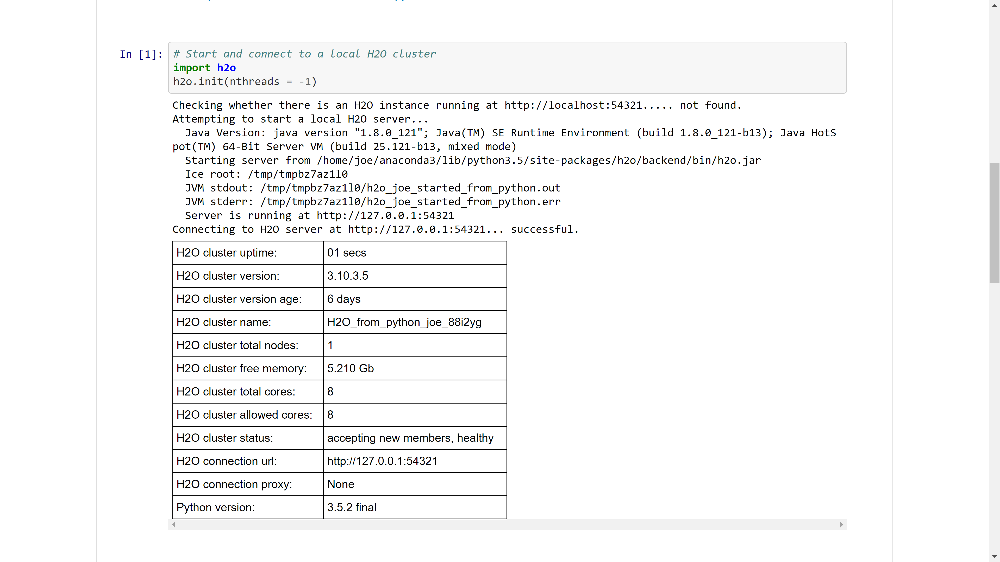 In [1]:
# Start and connect to a local H2O cluster
import h2o
h2o.init(nthreads = -1)
Checking whether there is an H2O instance running at http://localhost:54321..... not found.
Attempting to start a local H2O server...
  Java Version: java version "1.8.0_121"; Java(TM) SE Runtime Environment (build 1.8.0_121-b13); Java HotS
pot(TM) 64-Bit Server VM (build 25.121-b13, mixed mode)
  Starting server from /home/joe/anaconda3/lib/python3.5/site-packages/h2o/backend/bin/h2o.jar
  Ice root: /tmp/tmpbz7az1l0
  JVM stdout: /tmp/tmpbz7az1l0/h2o_joe_started_from_python.out
  JVM stderr: /tmp/tmpbz7az1l0/h2o_joe_started_from_python.err
  Server is running at http://127.0.0.1:54321
Connecting to H2O server at http://127.0.0.1:54321... successful.
H2O cluster uptime: 01 secs
H2O cluster version: 3.10.3.5
H2O cluster version age: 6 days
H2O cluster name: H2O_from_python_joe_88i2yg
H2O cluster total nodes: 1
H2O cluster free memory: 5.210 Gb
H2O cluster total cores: 8
H2O cluster allowed cores: 8
H2O cluster status: accepting new members, healthy
H2O connection url: http://127.0.0.1:54321
H2O connection proxy: None
Python version: 3.5.2 final